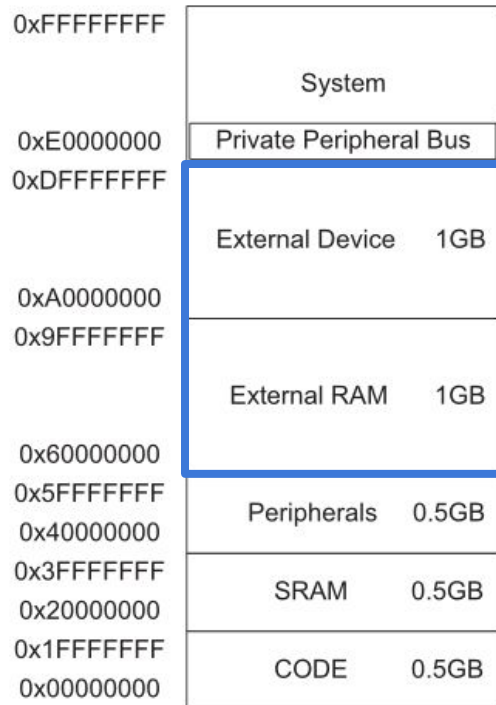 0xFFFFFFFF
System
0xE0000000 Private Peripheral Bus
0xDFFFFFFF
External Device 1GB
0xA0000000
0x9FFFFFFF
External RAM 1GB
0x60000000
0x5FFFFFFF
Peripherals 0.5GB
0x40000000
0x3FFFFFFF
SRAM 0.5GB
0x20000000
0x1FFFFFFF
CODE 0.5GB
0x00000000